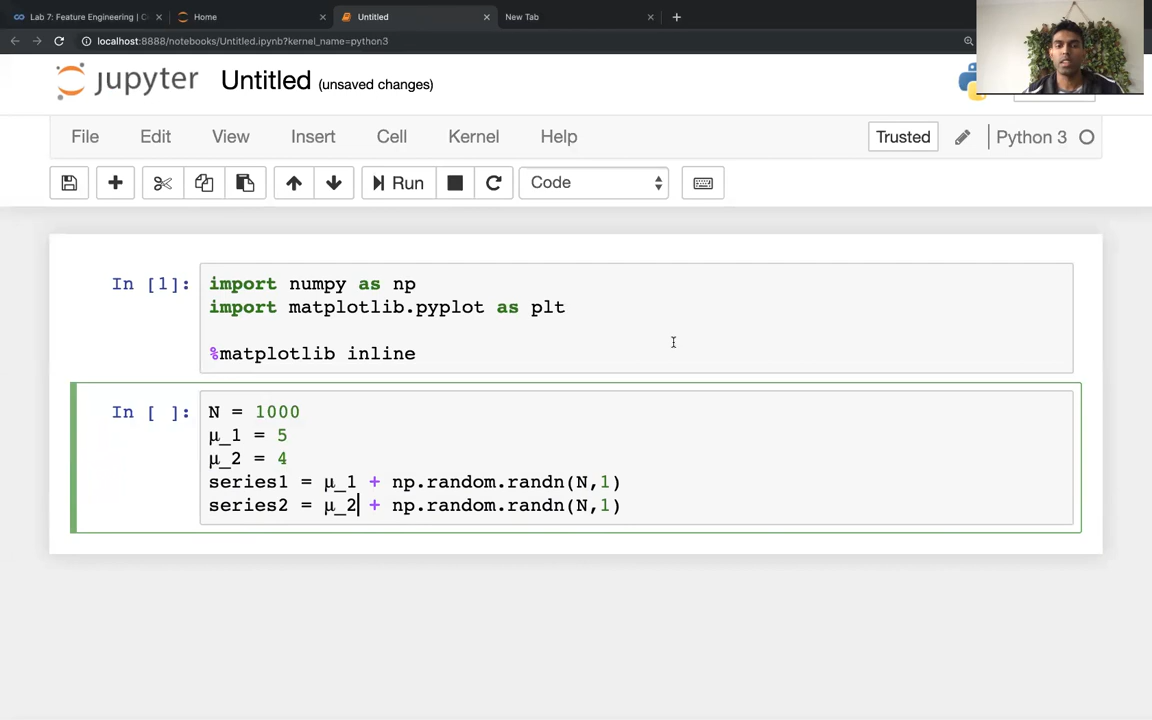 Lab 7: Feature Engineering | C
Home
Untitled
New Tab
localhost:8888/notebooks/Untitled.ipynb?kernel_name=python3
jupyter Untitled (unsaved changes)
File Edit View Insert Cell Kernel Help
Trusted
Python 3
Run
Code
In [1]:
import numpy as np
import matplotlib.pyplot as plt
%matplotlib inline
In [ ]:
N = 1000
μ_1 = 5
μ_2 = 4
series1 = μ_1 + np.random.randn(N,1)
series2 = μ_2 + np.random.randn(N,1)